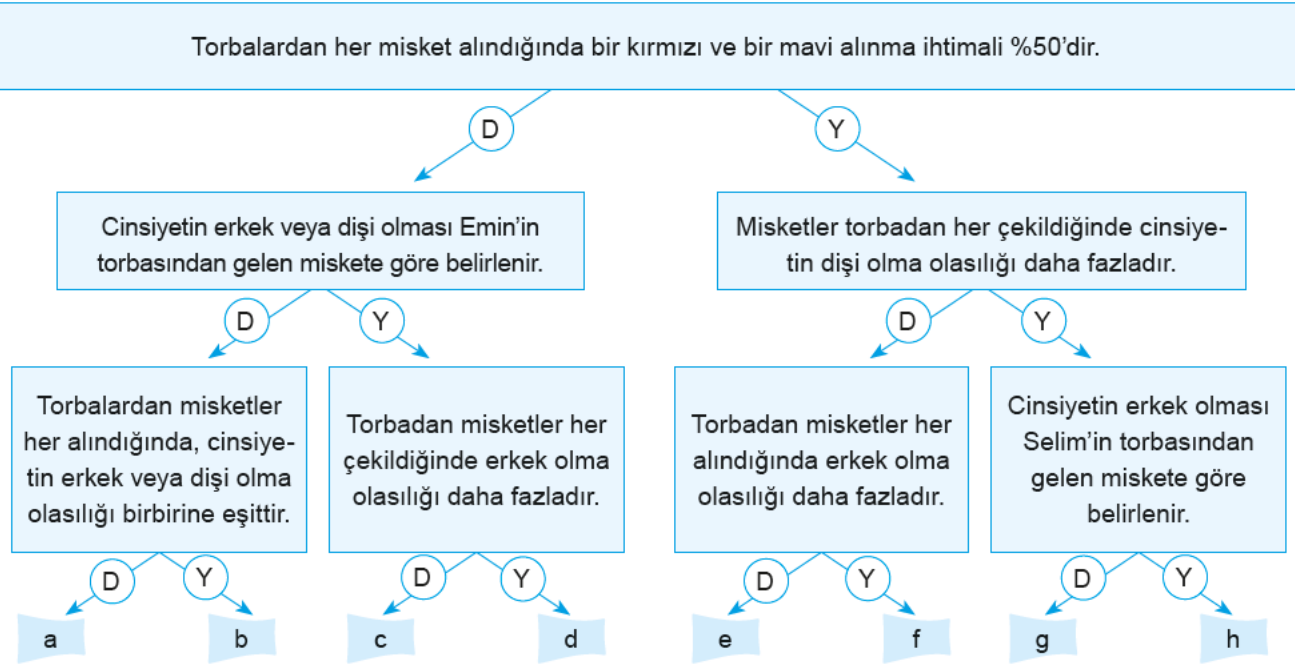 Torbalardan her misket alındığında bir kırmızı ve bir mavi alınma ihtimali %50'dir.
D
Y
Cinsiyetin erkek veya dişi olması Emin'in
torbasından gelen miskete göre belirlenir.
Misketler torbadan her çekildiğinde cinsiye-
tin dişi olma olasılığı daha fazladır.
D
Y
D
Y
Torbalardan misketler
her alındığında, cinsiye-
tin erkek veya dişi olma
olasılığı birbirine eşittir.
Torbadan misketler her
çekildiğinde erkek olma
olasılığı daha fazladır.
Torbadan misketler her
alındığında erkek olma
olasılığı daha fazladır.
Cinsiyetin erkek olması
Selim'in torbasından
gelen miskete göre
belirlenir.
D
Y
D
Y
D
Y
D
Y
a
b
c
d
e
f
g
h